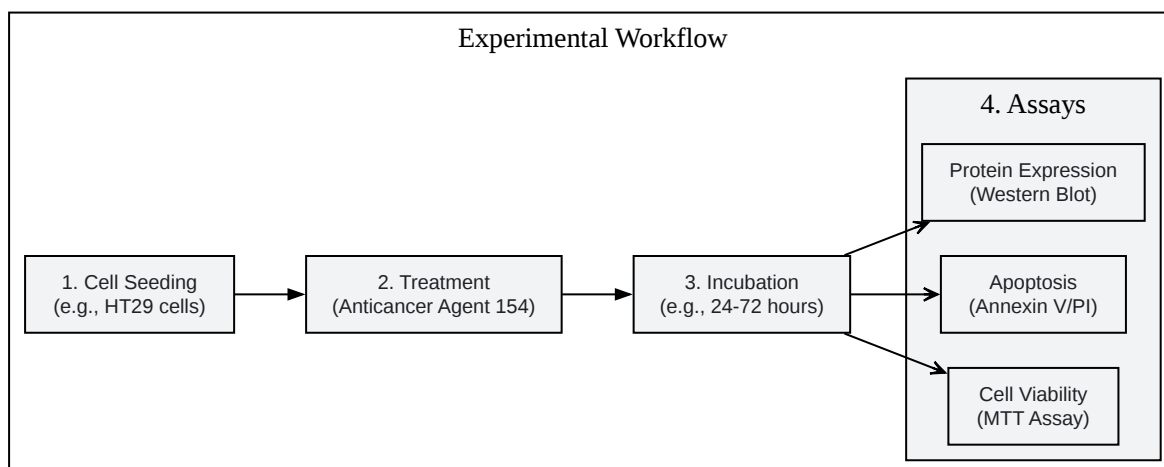 Experimental Workflow
4. Assays
Protein Expression
(Western Blot)
1. Cell Seeding
(e.g., HT29 cells)
2. Treatment
(Anticancer Agent 154)
3. Incubation
(e.g., 24-72 hours)
Apoptosis
(Annexin V/PI)
Cell Viability
(MTT Assay)